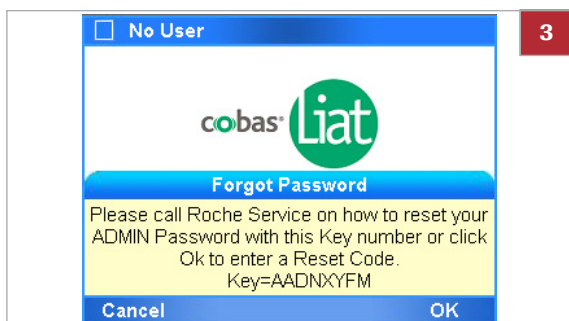 No User
3
cobas®
Liat
Forgot Password
Please call Roche Service on how to reset your
ADMIN Password with this Key number or click
Ok to enter a Reset Code.
Key=AADNXYFM
Cancel OK